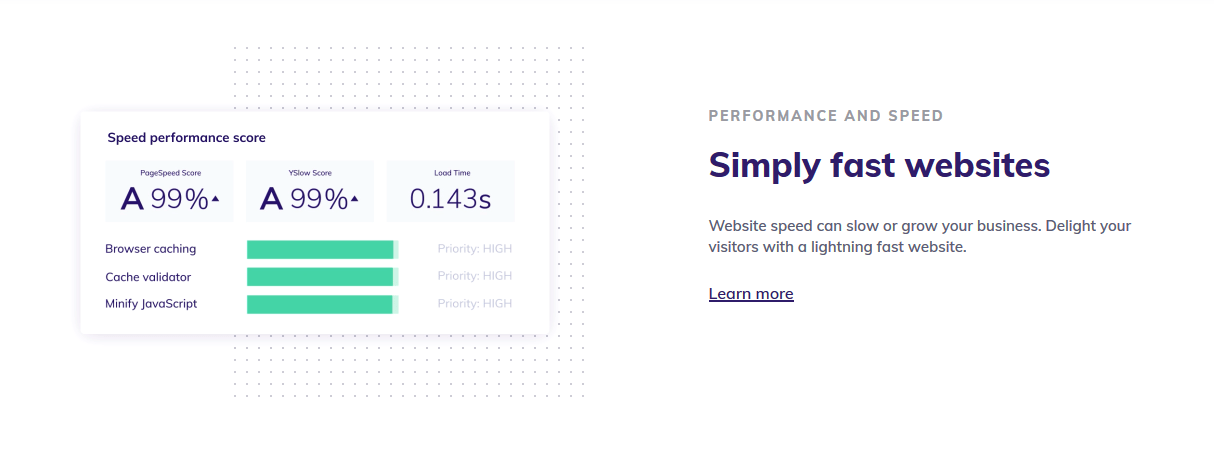 Speed performance score
PageSpeed Score
YSlow Score
Load Time
A 99%
A 99%
0.143s
Browser caching
Priority: HIGH
Cache validator
Priority: HIGH
Minify JavaScript
Priority: HIGH
PERFORMANCE AND SPEED
Simply fast websites
Website speed can slow or grow your business. Delight your
visitors with a lightning fast website.
Learn more